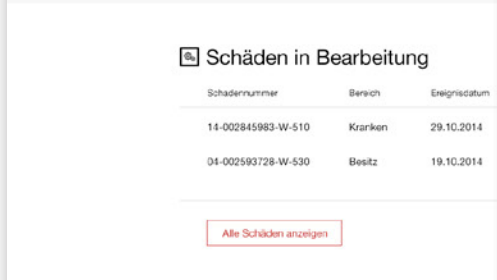 Schäden in Bearbeitung
Schadennummer Bereich Ereignisdatum
14-002845983-W-510 Kranken 29.10.2014
04-002593728-W-530 Besitz 19.10.2014
Alle Schäden anzeigen